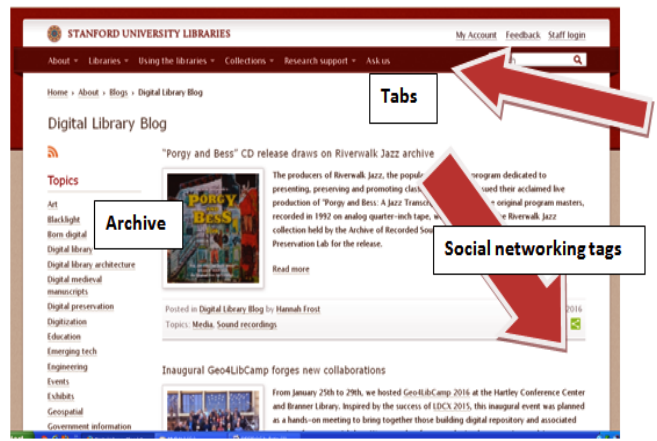 STANFORD UNIVERSITY LIBRARIES
My Account Feedback Staff login
About Libraries Using the libraries Collections Research support Ask us
Home › About › Blogs › Digital Library Blog
Tabs
Digital Library Blog
"Porgy and Bess" CD release draws on Riverwalk Jazz archive
Topics
The producers of Riverwalk Jazz, the program dedicated to
presenting, preserving and promoting their acclaimed live
production of "Porgy and Bess: A Jazz original program masters,
recorded in 1992 on analog quarter-inch tape, Riverwalk Jazz
collection held by the Archive of Recorded
Preservation Lab for the release.
Read more
PORGY
BESS
Art
Blacklight
Born digital
Digital library
Digital library architecture
Digital medieval
manuscripts
Digital preservation
Digitization
Education
Emerging tech
Engineering
Events
Exhibits
Geospatial
Government information
Archive
Social networking tags
Posted in Digital Library Blog by Hannah Frost 2016
Topics: Media, Sound recordings
Inaugural Geo4LibCamp forges new collaborations
From January 25th to 29th, we hosted Geo4LibCamp 2016 at the Hartley Conference Center
and Branner Library. Inspired by the success of LDCX 2015, this inaugural event was planned
as a hands-on meeting to bring together those building digital repository and associated